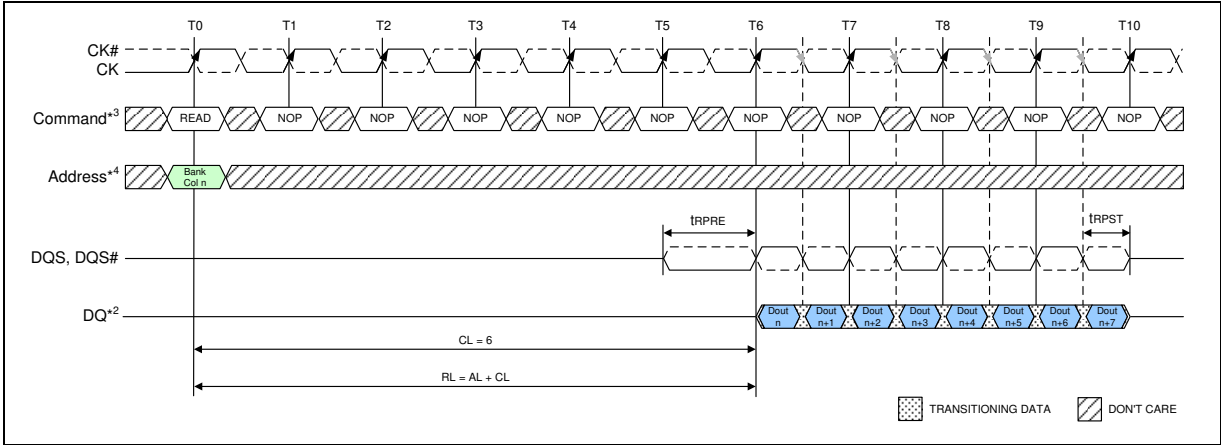 T0 T1 T2 T3 T4 T5 T6 T7 T8 T9 T10
CK#
CK
Command*3 READ NOP NOP NOP NOP NOP NOP NOP NOP NOP NOP
Address*4 Bank Col n
tRPRE tRPST
DQS, DQS#
DQ*2 Dout n Dout n+1 Dout n+2 Dout n+3 Dout n+4 Dout n+5 Dout n+6 Dout n+7
CL = 6
RL = AL + CL
TRANSITIONING DATA DON'T CARE